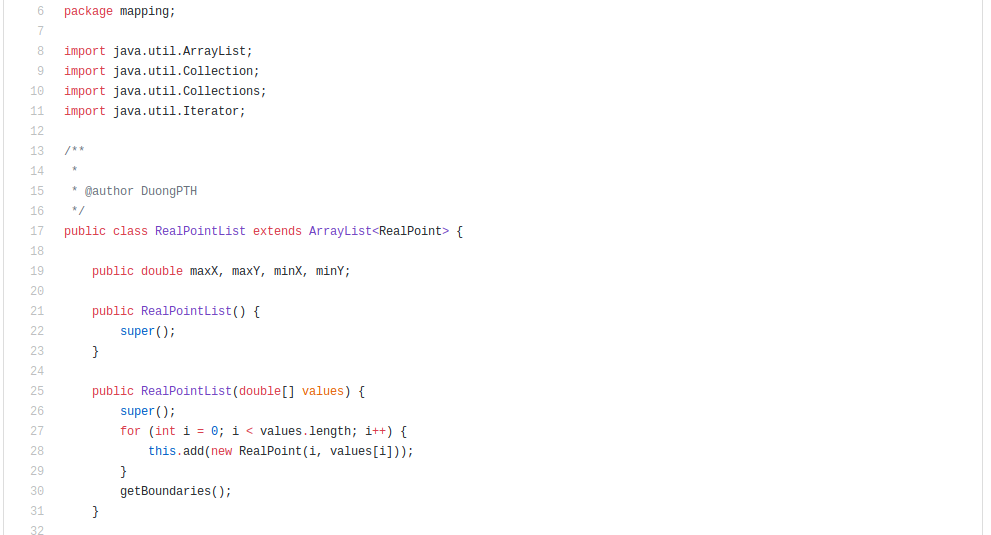 6 package mapping;
7
8 import java.util.ArrayList;
9 import java.util.Collection;
10 import java.util.Collections;
11 import java.util.Iterator;
12
13 /**
14  *
15  * @author DuongPTH
16  */
17 public class RealPointList extends ArrayList<RealPoint> {
18
19     public double maxX, maxY, minX, minY;
20
21     public RealPointList() {
22         super();
23     }
24
25     public RealPointList(double[] values) {
26         super();
27         for (int i = 0; i < values.length; i++) {
28             this.add(new RealPoint(i, values[i]));
29         }
30         getBoundaries();
31     }
32